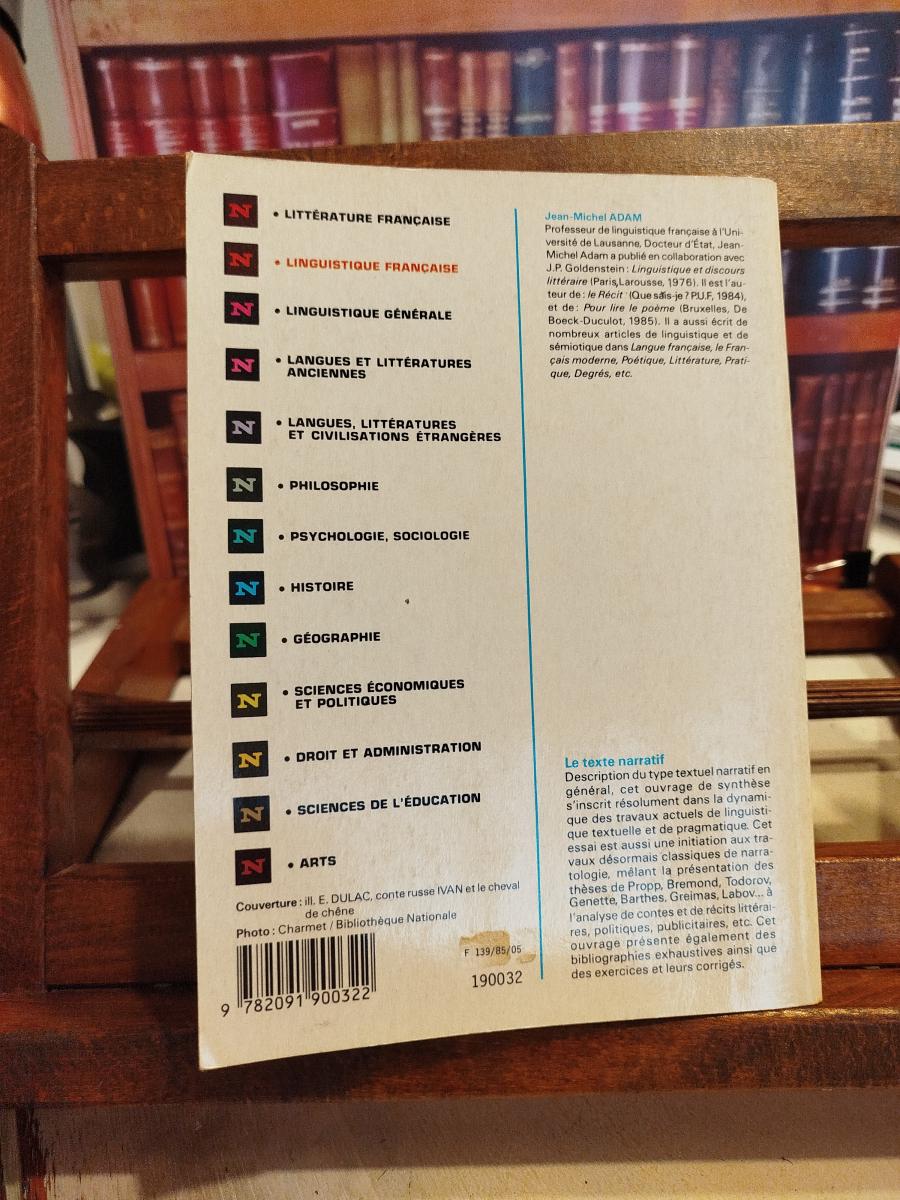 N • LITTÉRATURE FRANÇAISE
N • LINGUISTIQUE FRANÇAISE
N • LINGUISTIQUE GÉNÉRALE
N • LANGUES ET LITTÉRATURES
ANCIENNES
N • LANGUES, LITTÉRATURES
ET CIVILISATIONS ÉTRANGÈRES
N • PHILOSOPHIE
N • PSYCHOLOGIE, SOCIOLOGIE
N • HISTOIRE
N • GÉOGRAPHIE
N • SCIENCES ÉCONOMIQUES
ET POLITIQUES
N • DROIT ET ADMINISTRATION
N • SCIENCES DE L'ÉDUCATION
N • ARTS
Couverture : ill. E. DULAC, conte russe IVAN et le cheval
de chêne
Photo : Charmet / Bibliothèque Nationale
9 782091 900322
F 139/85/05
190032
Jean-Michel ADAM
Professeur de linguistique française à l'Uni-
versité de Lausanne, Docteur d'État, Jean-
Michel Adam a publié en collaboration avec
J.P. Goldenstein : Linguistique et discours
littéraire (Paris, Larousse, 1976). Il est l'au-
teur de : le Récit (Que sais-je ? P.U.F, 1984),
et de : Pour lire le poème (Bruxelles, De
Boeck-Duculot, 1985). Il a aussi écrit de
nombreux articles de linguistique et de
sémiotique dans Langue française, le Fran-
çais moderne, Poétique, Littérature, Prati-
que, Degrés, etc.
Le texte narratif
Description du type textuel narratif en
général, cet ouvrage de synthèse
s'inscrit résolument dans la dynami-
que des travaux actuels de linguisti-
que textuelle et de pragmatique. Cet
essai est aussi une initiation aux tra-
vaux désormais classiques de narra-
tologie, mêlant la présentation des
thèses de Propp, Bremond, Todorov,
Genette, Barthes, Greimas, Labov... à
l'analyse de contes et de récits littérai-
res, politiques, publicitaires, etc. Cet
ouvrage présente également des
bibliographies exhaustives ainsi que
des exercices et leurs corrigés.